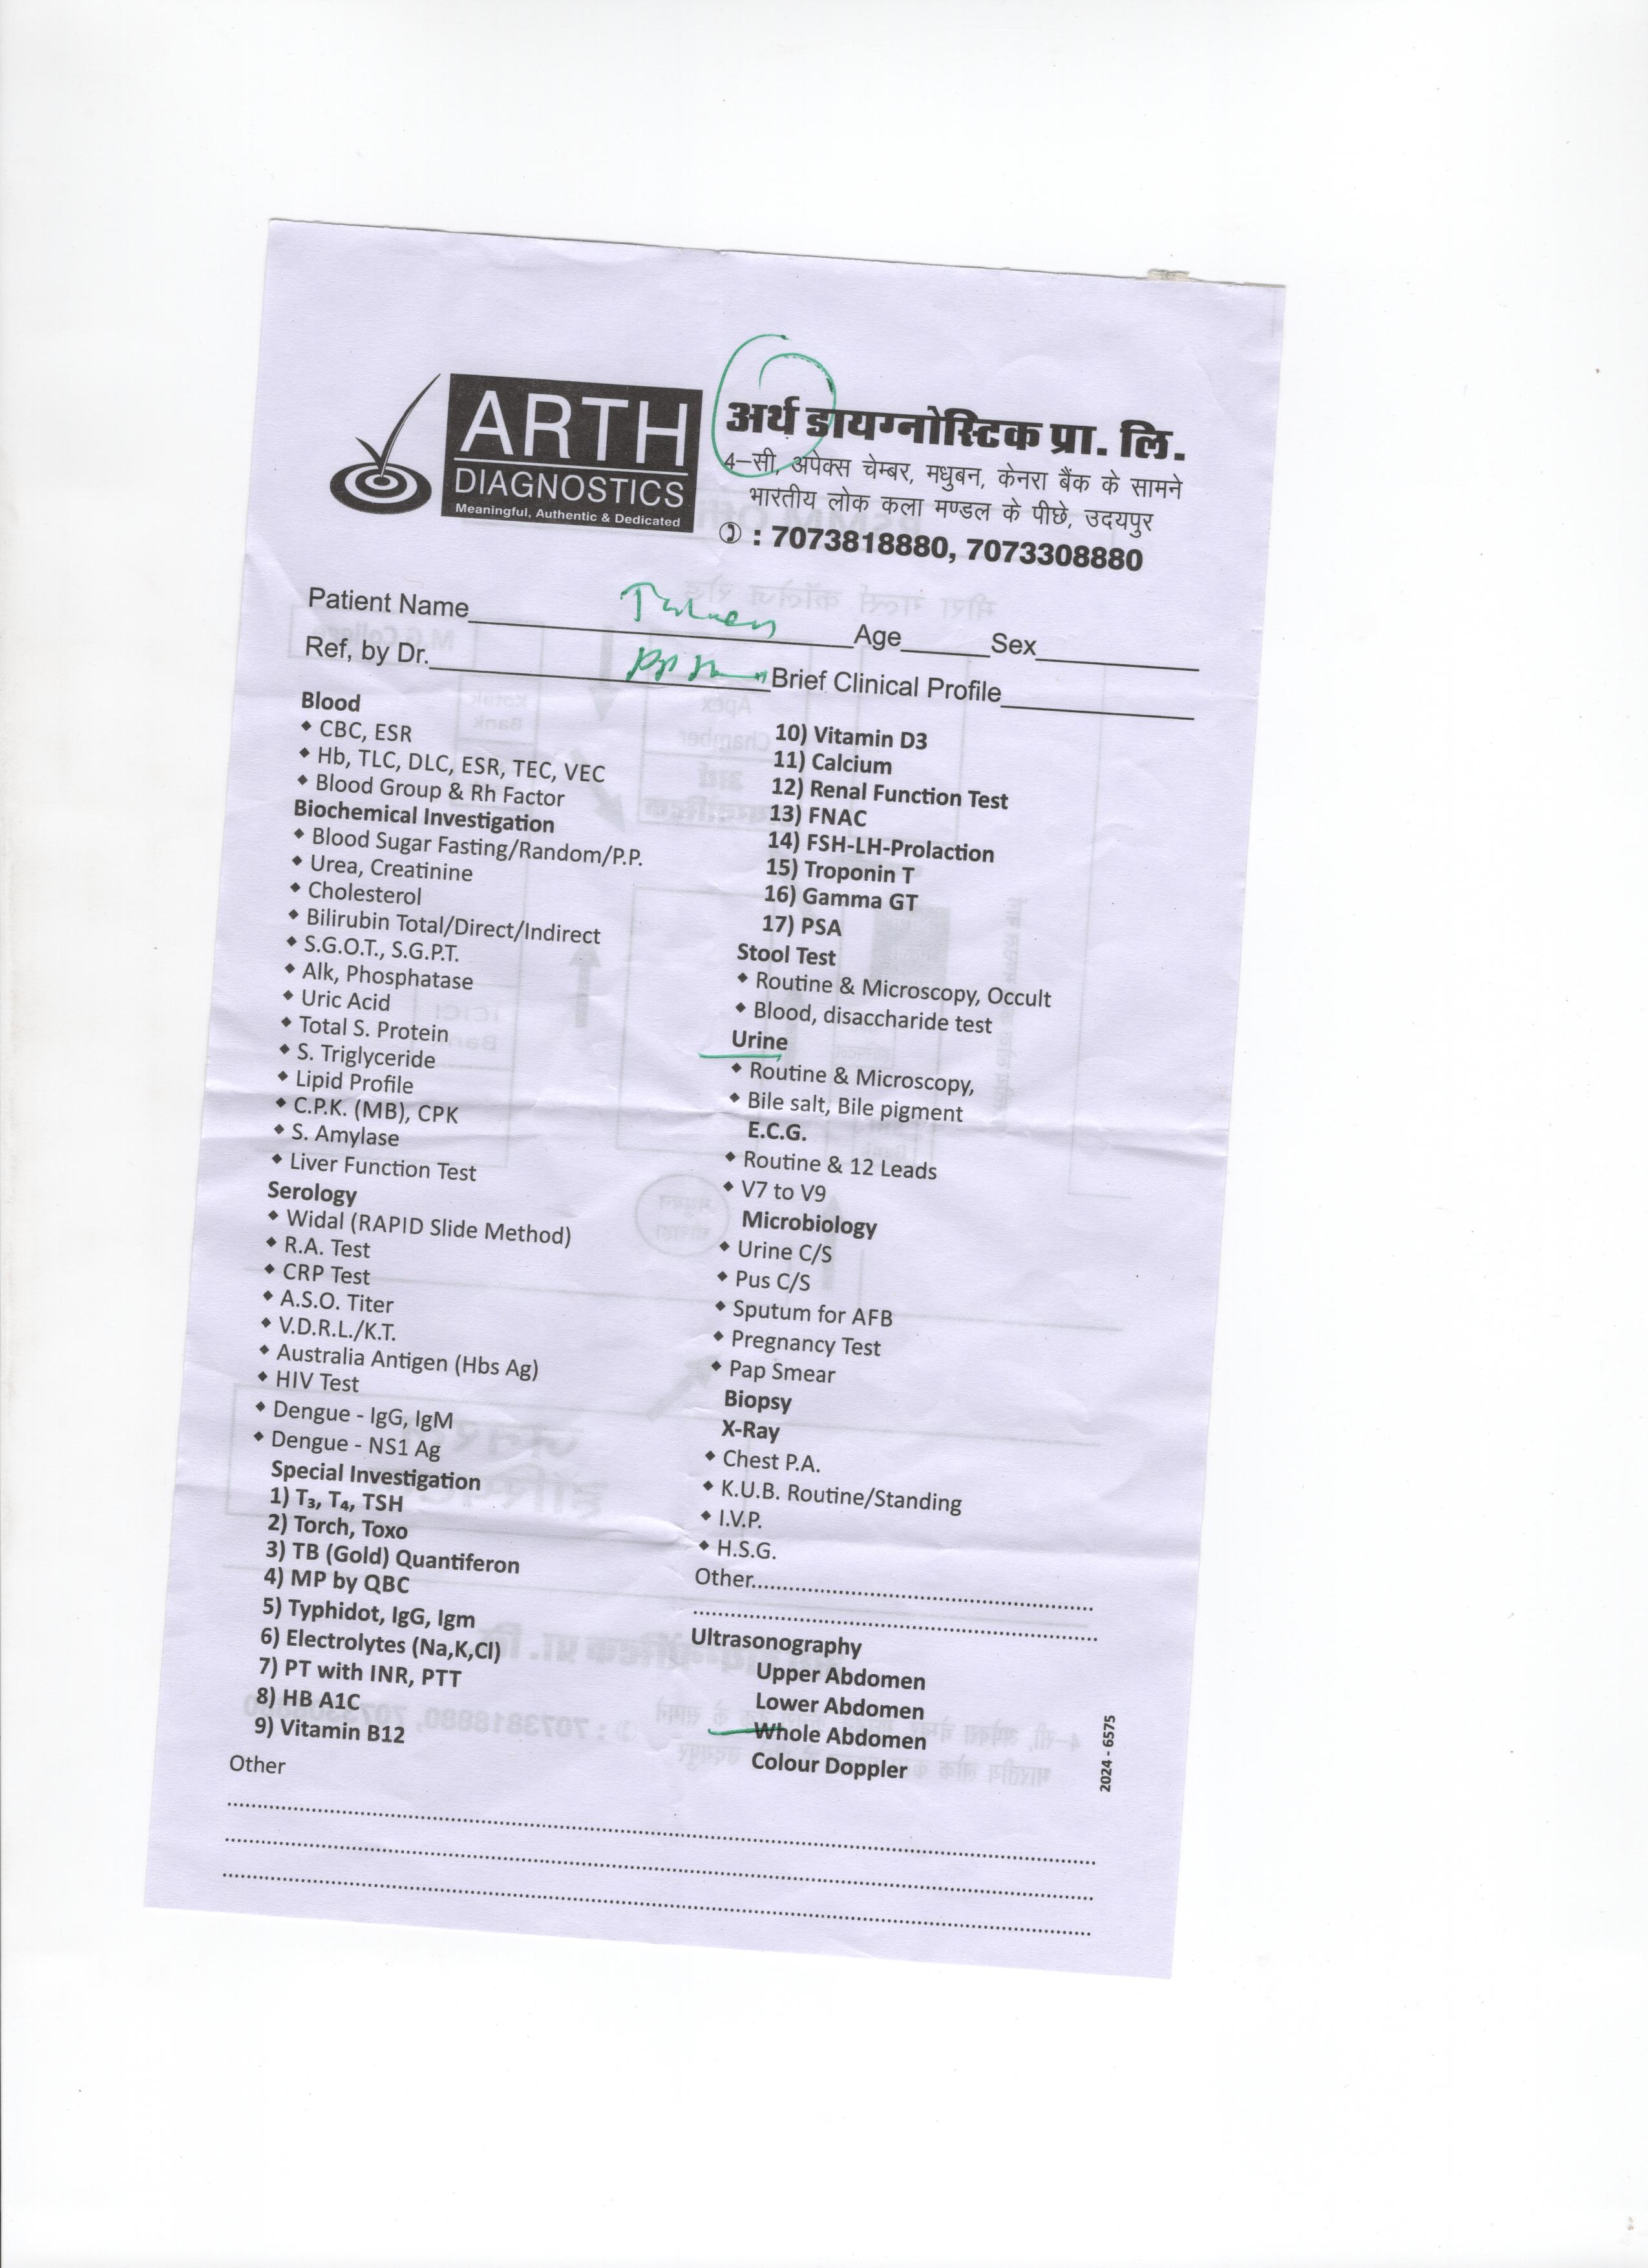 ARTH
DIAGNOSTICS
Meaningful, Authentic & Dedicated
अर्थ डायग्नोस्टिक प्रा. लि.
4-सी, अपेक्स चेम्बर, मधुबन, केनरा बैंक के सामने
भारतीय लोक कला मण्डल के पीछे, उदयपुर
: 7073818880, 7073308880
Patient Name Age Sex
Ref, by Dr. Brief Clinical Profile
Blood
CBC, ESR
Hb, TLC, DLC, ESR, TEC, VEC
Blood Group & Rh Factor
Biochemical Investigation
Blood Sugar Fasting/Random/P.P.
Urea, Creatinine
Cholesterol
Bilirubin Total/Direct/Indirect
S.G.O.T., S.G.P.T.
Alk, Phosphatase
Uric Acid
Total S. Protein
S. Triglyceride
Lipid Profile
C.P.K. (MB), CPK
S. Amylase
Liver Function Test
Serology
Widal (RAPID Slide Method)
R.A. Test
CRP Test
A.S.O. Titer
V.D.R.L./K.T.
Australia Antigen (Hbs Ag)
HIV Test
Dengue - IgG, IgM
Dengue - NS1 Ag
Special Investigation
1) T₃, T₄, TSH
2) Torch, Toxo
3) TB (Gold) Quantiferon
4) MP by QBC
5) Typhidot, IgG, Igm
6) Electrolytes (Na,K,Cl)
7) PT with INR, PTT
8) HB A1C
9) Vitamin B12
Other
10) Vitamin D3
11) Calcium
12) Renal Function Test
13) FNAC
14) FSH-LH-Prolaction
15) Troponin T
16) Gamma GT
17) PSA
Stool Test
Routine & Microscopy, Occult
Blood, disaccharide test
Urine
Routine & Microscopy,
Bile salt, Bile pigment
E.C.G.
Routine & 12 Leads
V7 to V9
Microbiology
Urine C/S
Pus C/S
Sputum for AFB
Pregnancy Test
Pap Smear
Biopsy
X-Ray
Chest P.A.
K.U.B. Routine/Standing
I.V.P.
H.S.G.
Other
Ultrasonography
Upper Abdomen
Lower Abdomen
Whole Abdomen
Colour Doppler
2024 - 6575